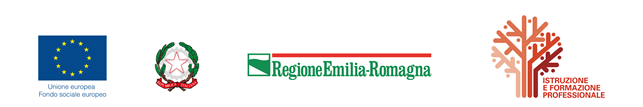 Unione europea
Fondo sociale europeo
RegioneEmilia-Romagna
ISTRUZIONE
E FORMAZIONE
PROFESSIONALE